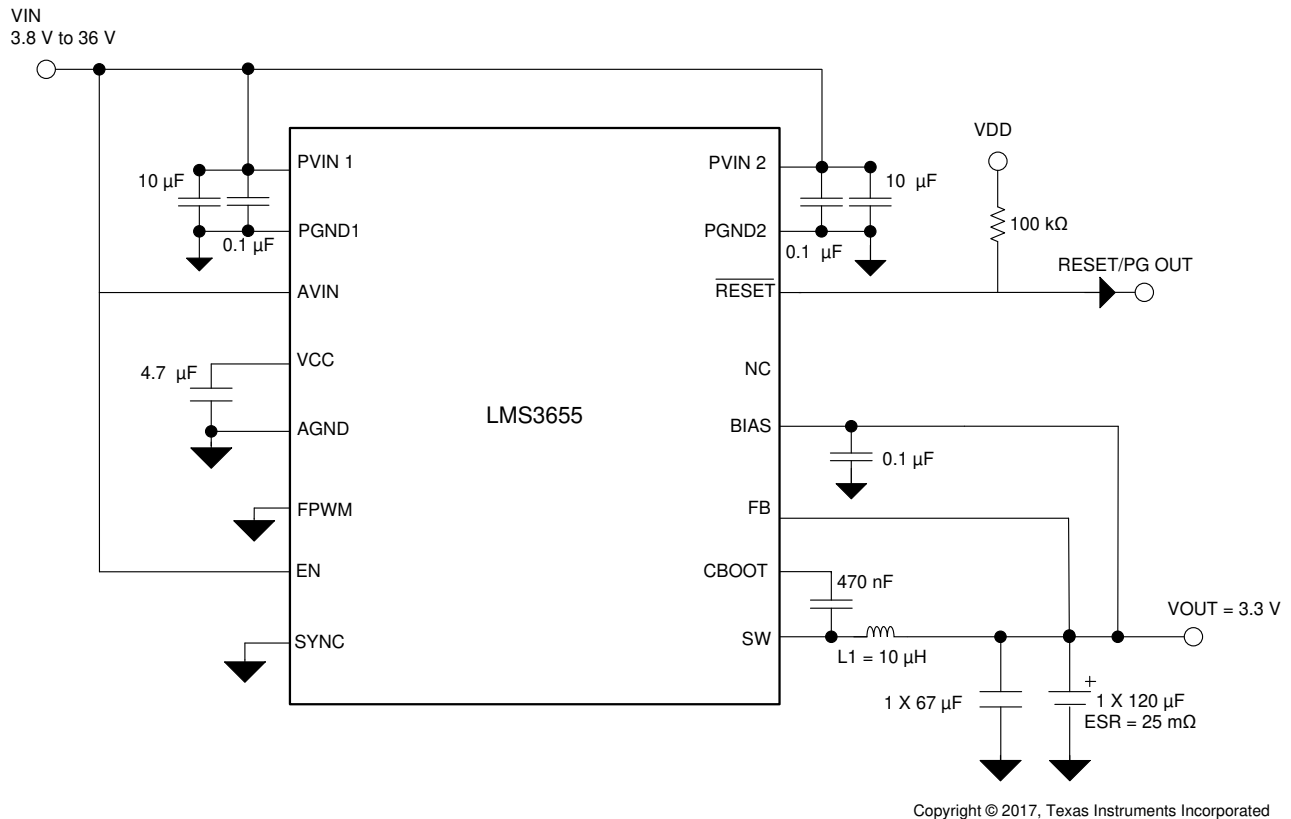 VIN
3.8 V to 36 V
VDD
PVIN 1
PVIN 2
10 µF
10 µF
100 kΩ
PGND1
PGND2
0.1 µF
0.1 µF
RESET/PG OUT
AVIN
RESET
VCC
NC
4.7 µF
LMS3655
AGND
BIAS
0.1 µF
FPWM
FB
EN
CBOOT
470 nF
VOUT = 3.3 V
SYNC
SW
L1 = 10 µH
+
1 X 67 µF
1 X 120 µF
ESR = 25 mΩ
Copyright © 2017, Texas Instruments Incorporated